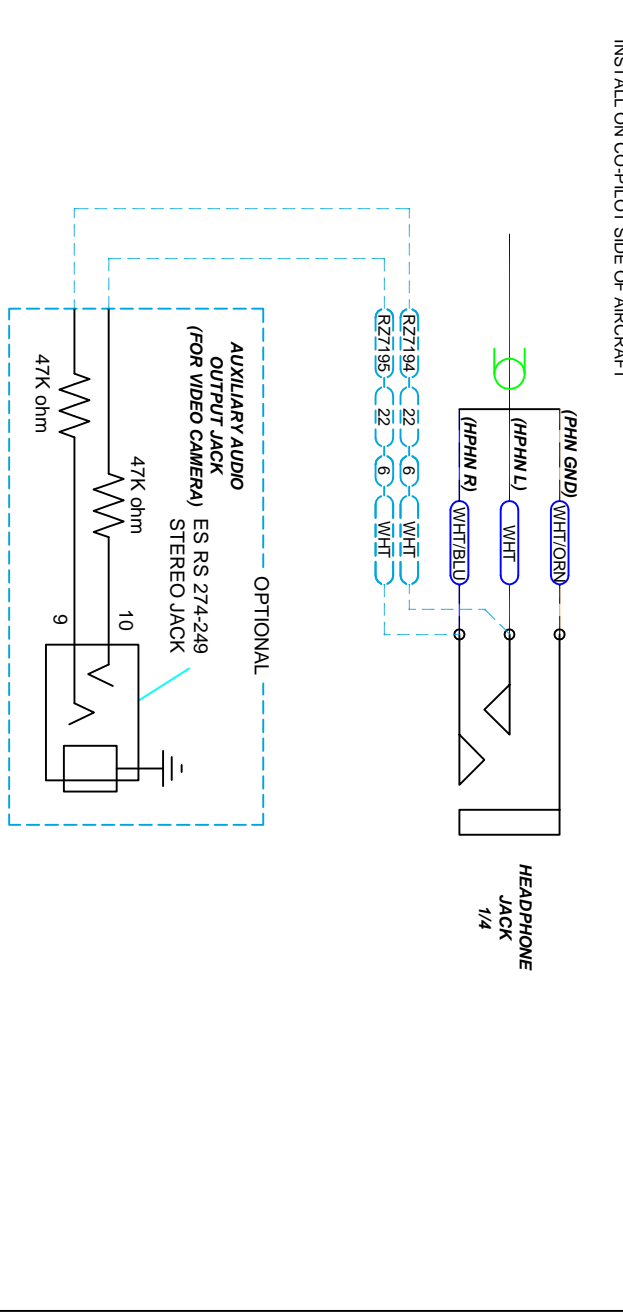 INSTALL ON CO-PILOT SIDE OF AIRCRAFT
(PHN GND)
WHT/ORN
(HPHN L)
WHT
(HPHN R)
WHT/BLU
HEADPHONE
JACK
1/4
RZ7194 22 6 WHT
RZ7195 22 6 WHT
OPTIONAL
AUXILIARY AUDIO
OUTPUT JACK
(FOR VIDEO CAMERA)
ES RS 274-249
STEREO JACK
47K ohm
10
47K ohm
9